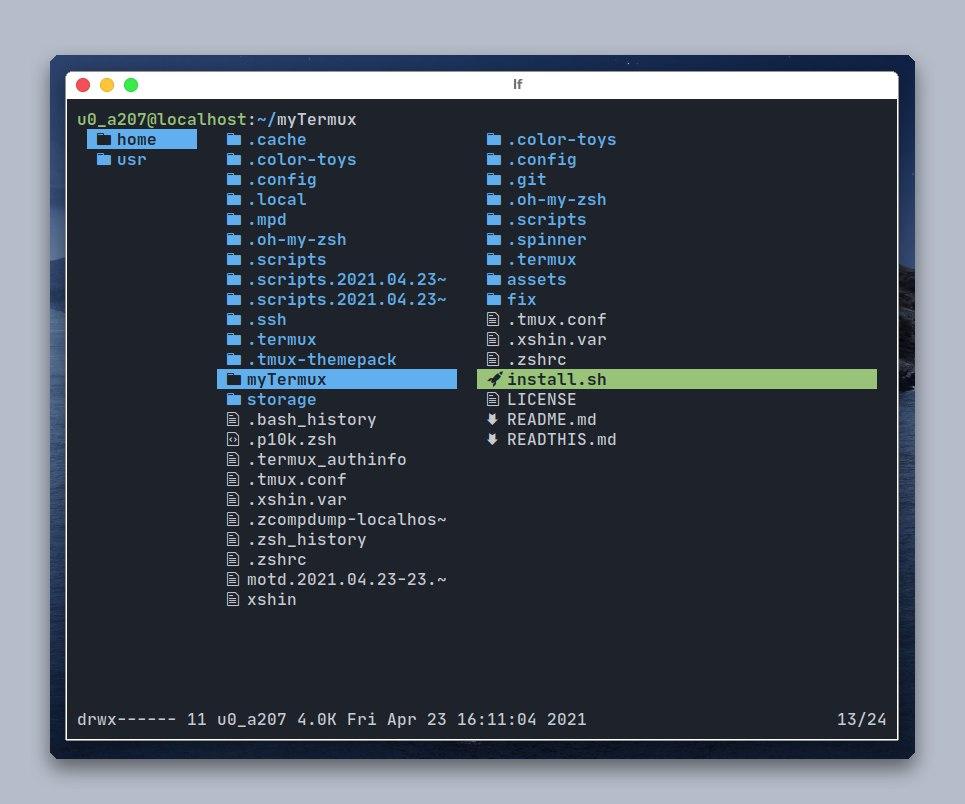 lf
u0_a207@localhost:~/myTermux
home .cache .color-toys
usr .color-toys .config
.config .git
.local .oh-my-zsh
.mpd .scripts
.oh-my-zsh .spinner
.scripts .termux
.scripts.2021.04.23~ assets
.scripts.2021.04.23~ fix
.ssh .tmux.conf
.termux .xshin.var
.tmux-themepack .zshrc
myTermux install.sh
storage LICENSE
.bash_history README.md
.p10k.zsh READTHIS.md
.termux_authinfo
.tmux.conf
.xshin.var
.zcompdump-localhos~
.zsh_history
.zshrc
motd.2021.04.23-23.~
xshin
drwx------ 11 u0_a207 4.0K Fri Apr 23 16:11:04 2021 13/24